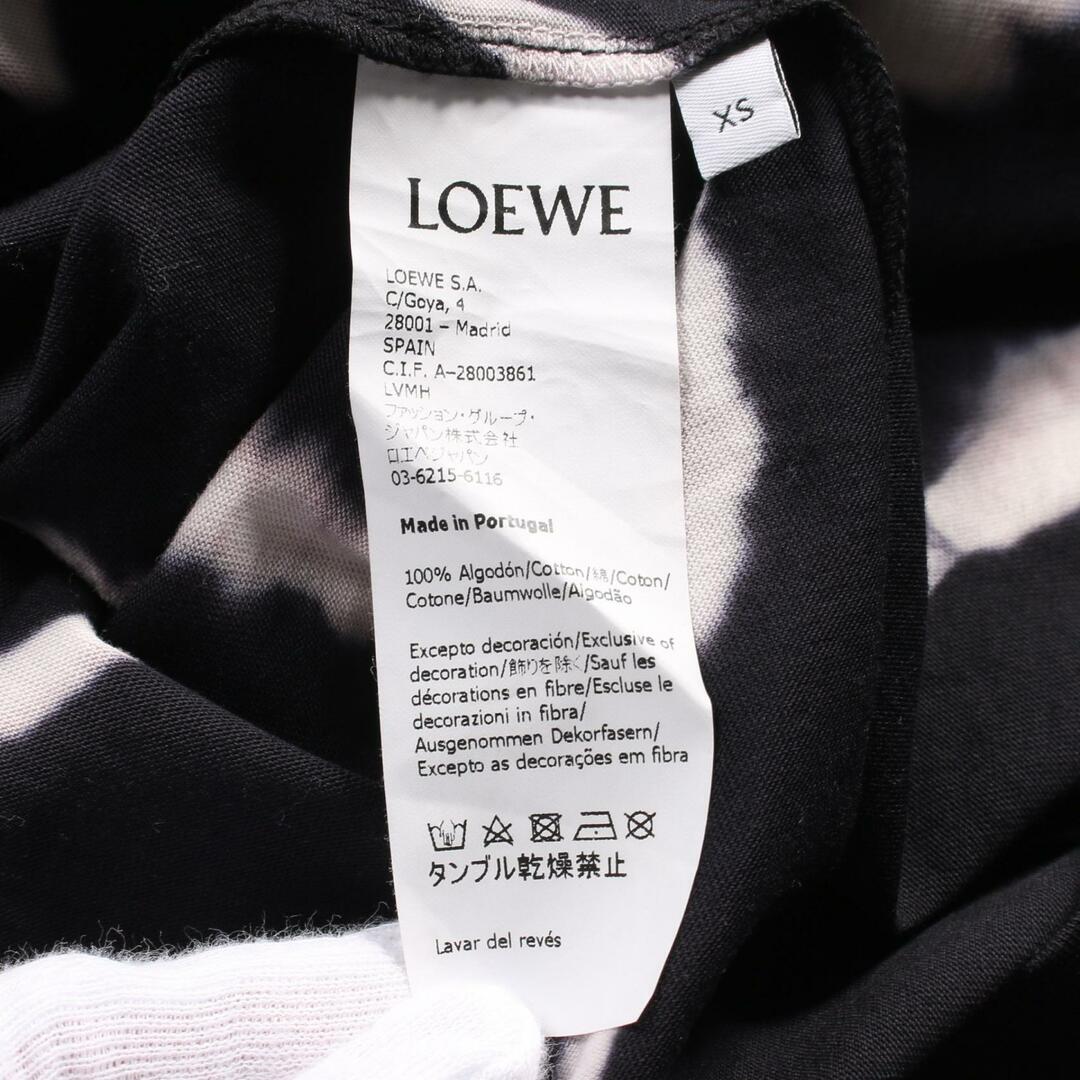 XS
LOEWE
LOEWE S.A.
C/Goya, 4
28001 – Madrid
SPAIN
C.I.F. A–28003861
LVMH
ファッション・グループ・
ジャパン株式会社
ロエベジャパン
03-6215-6116
Made in Portugal
100% Algodón/Cotton/綿/Coton/
Cotone/Baumwolle/Algodão
Excepto decoración/Exclusive of
decoration/飾りを除く/Sauf les
décorations en fibre/Escluse le
decorazioni in fibra/
Ausgenommen Dekorfasern/
Excepto as decorações em fibra
タンブル乾燥禁止
Lavar del revés